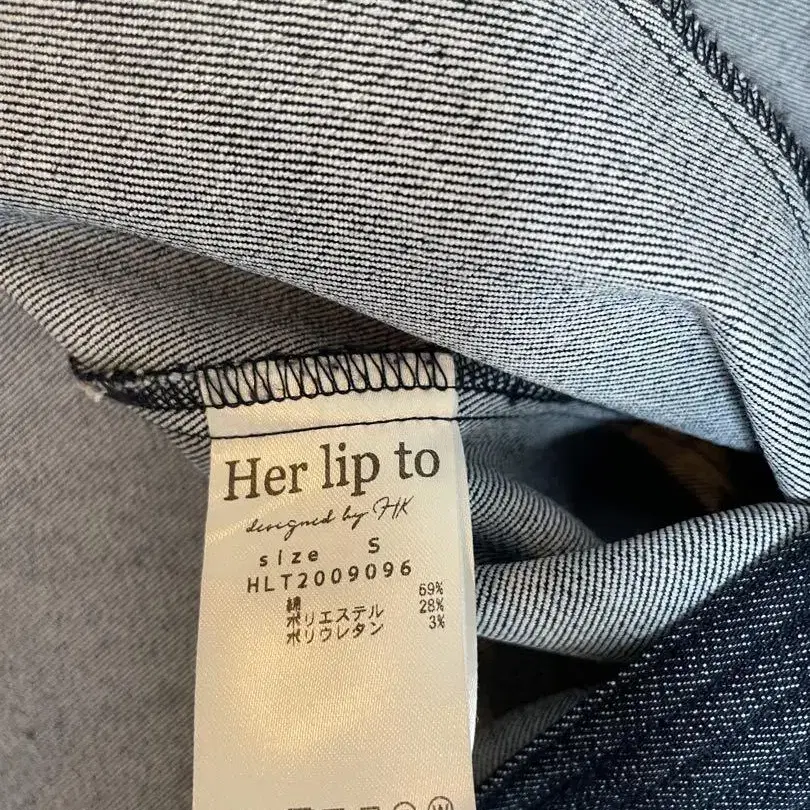 Her lip to
designed by HK
size S
HLT2009096
綿 69%
ポリエステル 28%
ポリウレタン 3%